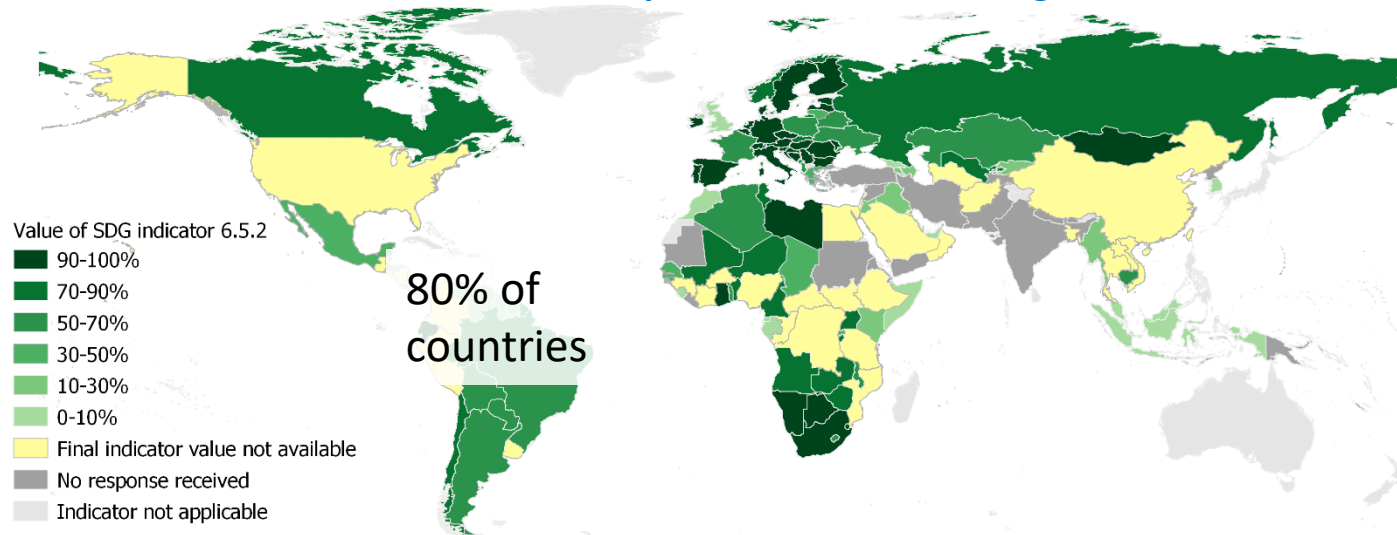 80% of
countries
Value of SDG indicator 6.5.2
90-100%
70-90%
50-70%
30-50%
10-30%
0-10%
Final indicator value not available
No response received
Indicator not applicable